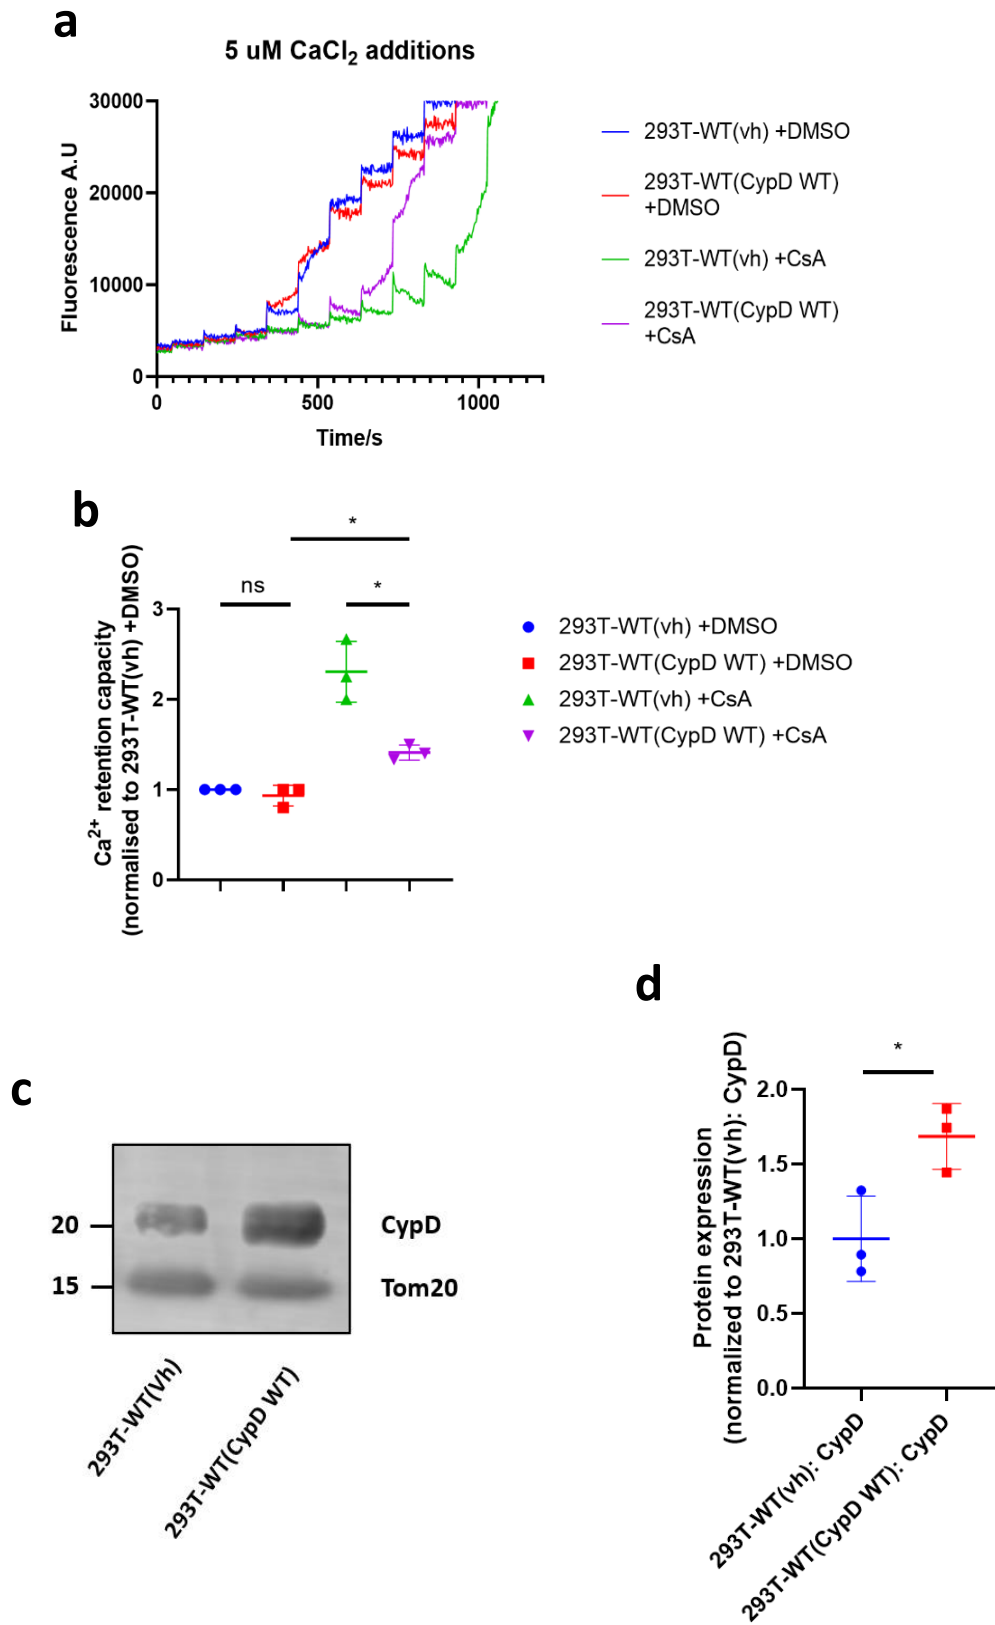 a
5 uM CaCl₂ additions
30000
20000
10000
0
Fluorescence A.U
0
500
1000
Time/s
293T-WT(vh) +DMSO
293T-WT(CypD WT)
+DMSO
293T-WT(vh) +CsA
293T-WT(CypD WT)
+CsA
b
*
ns
*
3
2
1
0
Ca²⁺ retention capacity
(normalised to 293T-WT(vh) +DMSO)
293T-WT(vh) +DMSO
293T-WT(CypD WT) +DMSO
293T-WT(vh) +CsA
293T-WT(CypD WT) +CsA
c
20
15
CypD
Tom20
293T-WT(Vh)
293T-WT(CypD WT)
d
*
2.0
1.5
1.0
0.5
0.0
Protein expression
(normalized to 293T-WT(vh): CypD)
293T-WT(vh): CypD
293T-WT(CypD WT): CypD